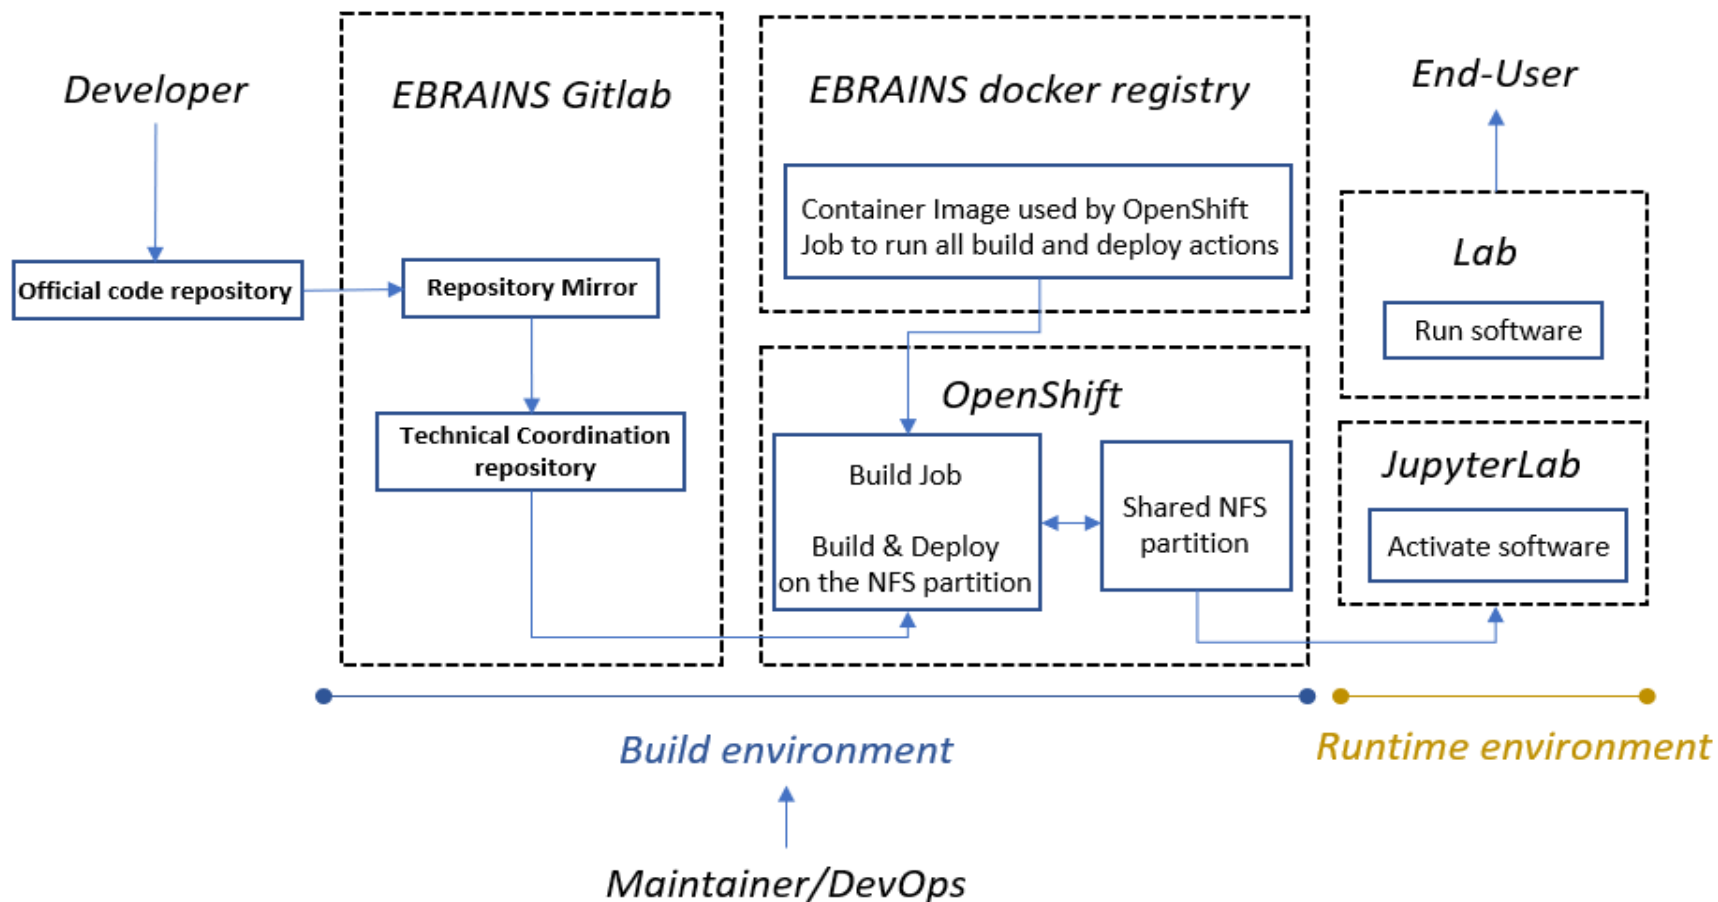 Developer
Official code repository
EBRAINS Gitlab
Repository Mirror
Technical Coordination
repository
EBRAINS docker registry
Container Image used by OpenShift
Job to run all build and deploy actions
OpenShift
Build Job
Build & Deploy
on the NFS partition
Shared NFS
partition
End-User
Lab
Run software
JupyterLab
Activate software
Build environment
Runtime environment
Maintainer/DevOps